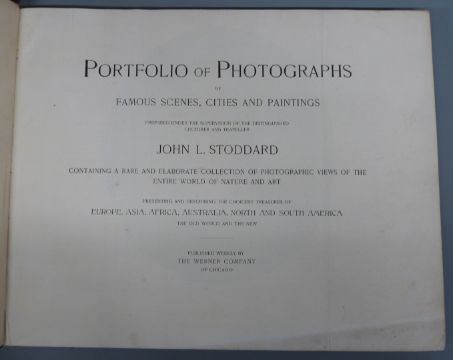 PORTFOLIO OF PHOTOGRAPHS
OF
FAMOUS SCENES, CITIES AND PAINTINGS
PREPARED UNDER THE SUPERVISION OF THE DISTINGUISHED
LECTURER AND TRAVELLER
JOHN L. STODDARD
CONTAINING A RARE AND ELABORATE COLLECTION OF PHOTOGRAPHIC VIEWS OF THE
ENTIRE WORLD OF NATURE AND ART
PRESENTING AND DESCRIBING THE CHOICEST TREASURES OF
EUROPE, ASIA, AFRICA, AUSTRALIA, NORTH AND SOUTH AMERICA
THE OLD WORLD AND THE NEW
PUBLISHED WEEKLY BY
THE WERNER COMPANY
OF CHICAGO